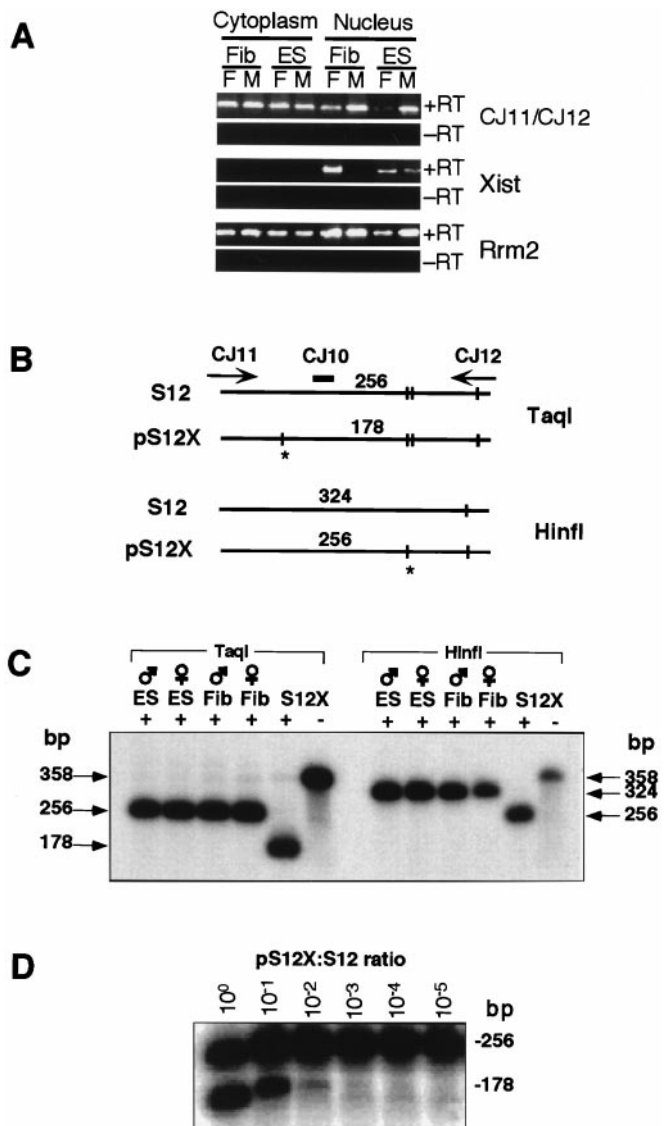 A
Cytoplasm Nucleus
Fib ES Fib ES
F M F M F M F M
+RT
CJ11/CJ12
-RT
+RT
Xist
-RT
+RT
Rrm2
-RT
B
CJ11 CJ10 CJ12
256
S12
TaqI
178
pS12X
*
324
S12
HinfI
256
pS12X
*
C
TaqI HInfI
♂ ♀ ♂ ♀ ♂ ♀ ♂ ♀
ES ES Fib Fib S12X ES ES Fib Fib S12X
+ + + + + - + + + + + -
bp bp
358 358
324
256 256
178
D
pS12X:S12 ratio
10⁰ 10⁻¹ 10⁻² 10⁻³ 10⁻⁴ 10⁻⁵ bp
-256
-178